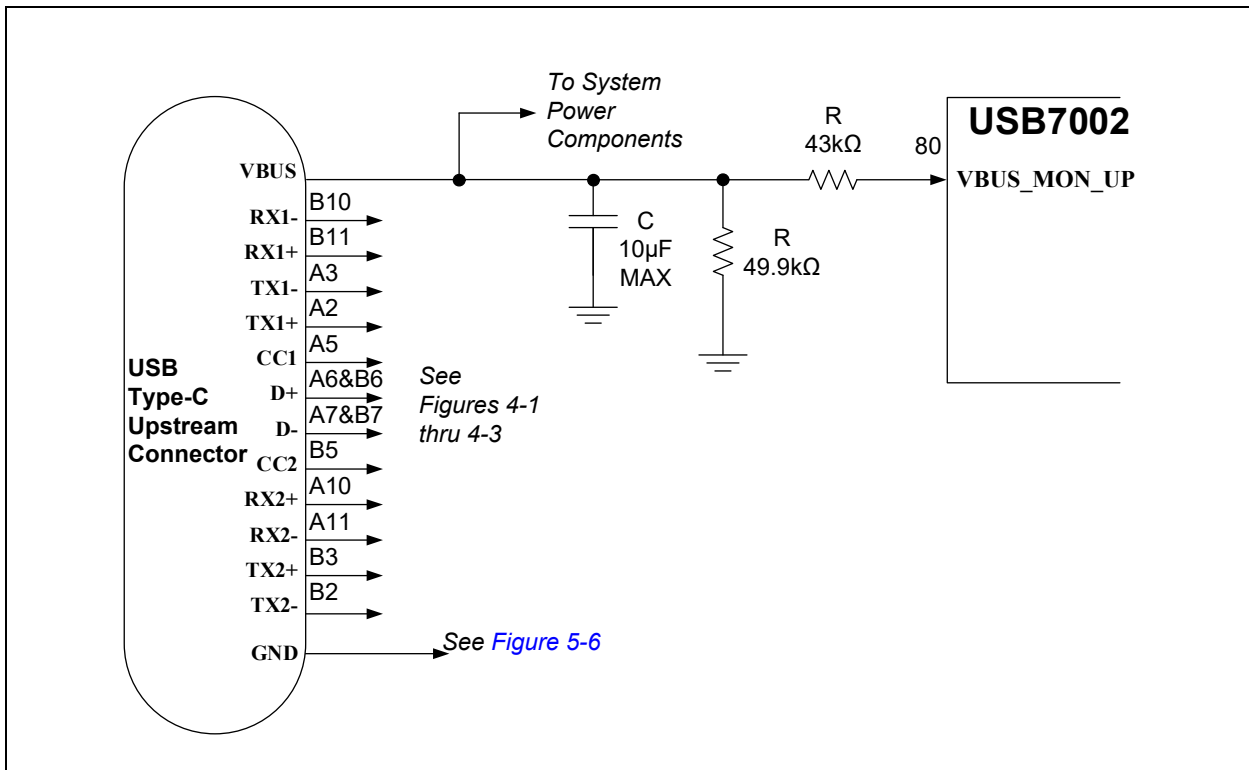 To System
Power
Components
R
43kΩ
80
USB7002
VBUS_MON_UP
VBUS
C
10µF
MAX
R
49.9kΩ
B10
RX1-
B11
RX1+
A3
TX1-
A2
TX1+
A5
CC1
A6&B6
D+
A7&B7
D-
B5
CC2
A10
RX2+
A11
RX2-
B3
TX2+
B2
TX2-
GND
USB
Type-C
Upstream
Connector
See
Figures 4-1
thru 4-3
See Figure 5-6